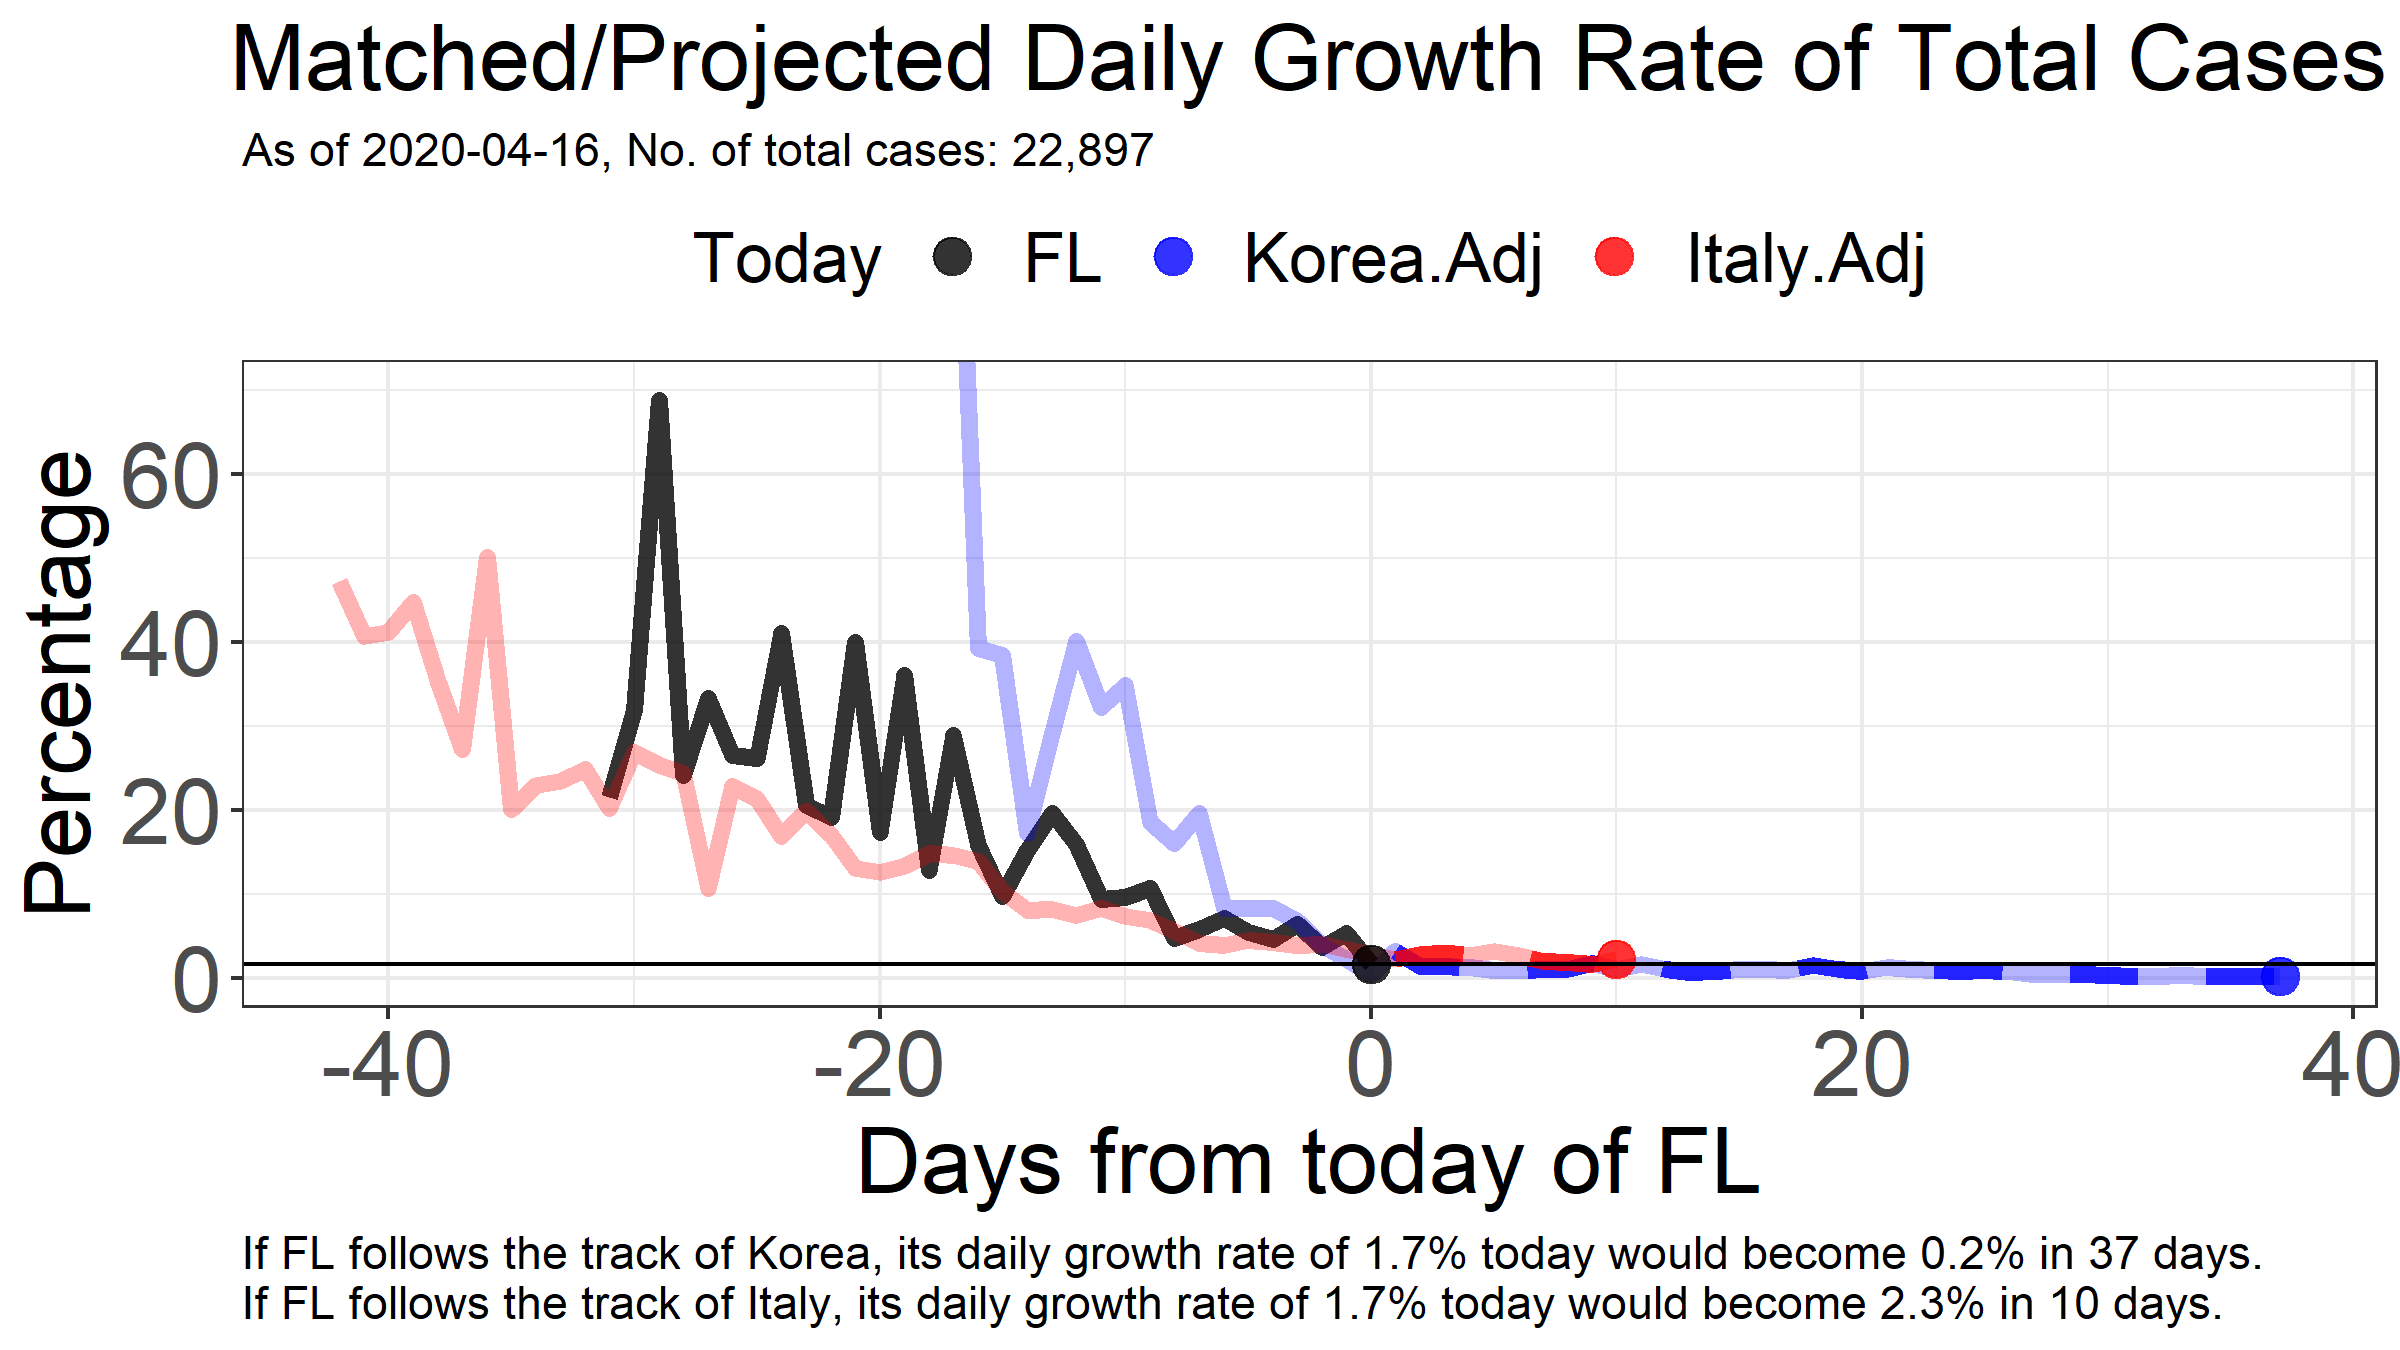 Matched/Projected Daily Growth Rate of Total Cases
As of 2020-04-16, No. of total cases: 22,897
Today FL Korea.Adj Italy.Adj
Percentage
60
40
20
0
-40 -20 0 20 40
Days from today of FL
If FL follows the track of Korea, its daily growth rate of 1.7% today would become 0.2% in 37 days.
If FL follows the track of Italy, its daily growth rate of 1.7% today would become 2.3% in 10 days.